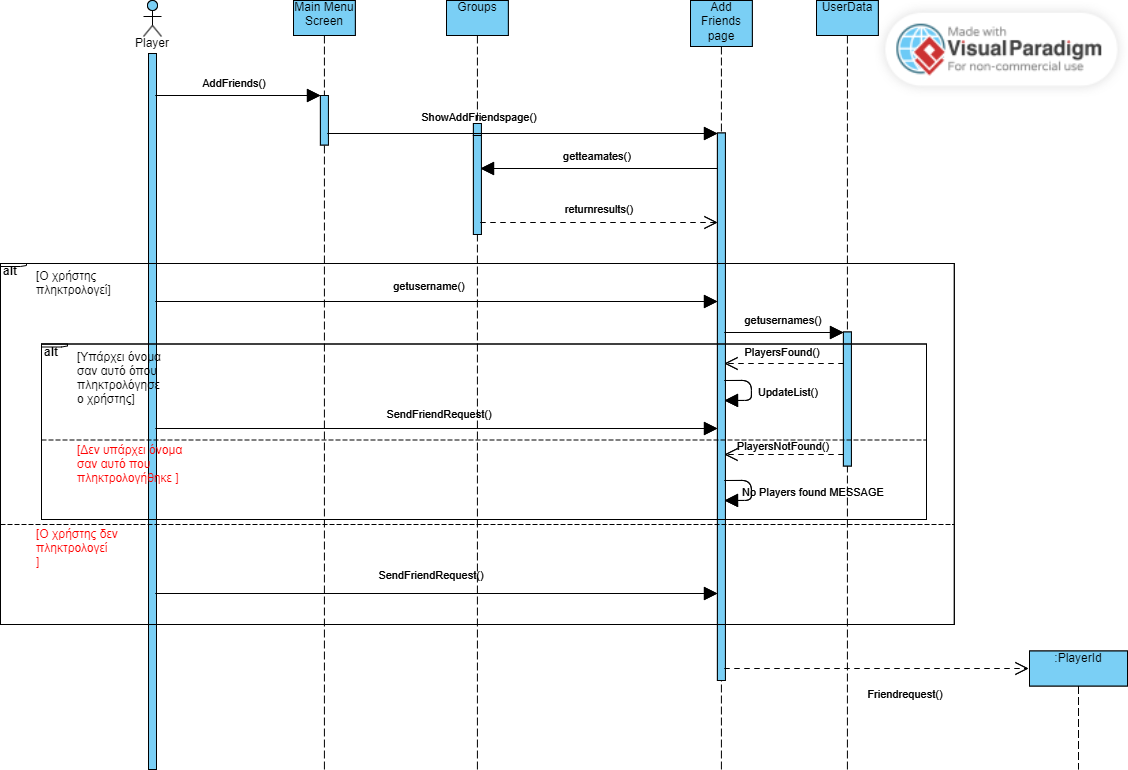 Main Menu
Screen
Groups
Add
Friends
page
UserData
Player
Made with
VisualParadigm
For non-commercial use
AddFriends()
ShowAddFriendspage()
getteamates()
returnresults()
alt
[Ο χρήστης
πληκτρολογεί]
getusername()
getusernames()
alt
[Υπάρχει όνομα
σαν αυτό όπου
πληκτρολόγησε
ο χρήστης]
PlayersFound()
UpdateList()
SendFriendRequest()
[Δεν υπάρχει όνομα
σαν αυτό που
πληκτρολογήθηκε ]
PlayersNotFound()
No Players found MESSAGE
[Ο χρήστης δεν
πληκτρολογεί
]
SendFriendRequest()
:PlayerId
Friendrequest()